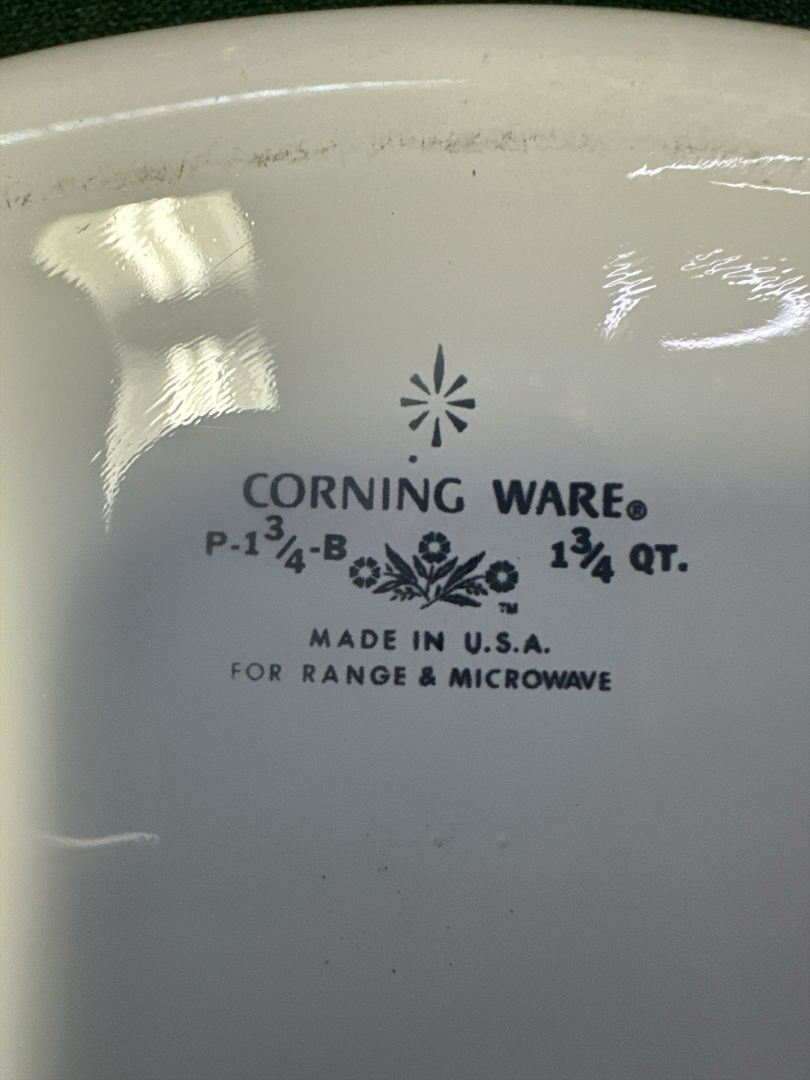 CORNING WARE®
P-1¾-B 1¾ QT.
TM
MADE IN U.S.A.
FOR RANGE & MICROWAVE